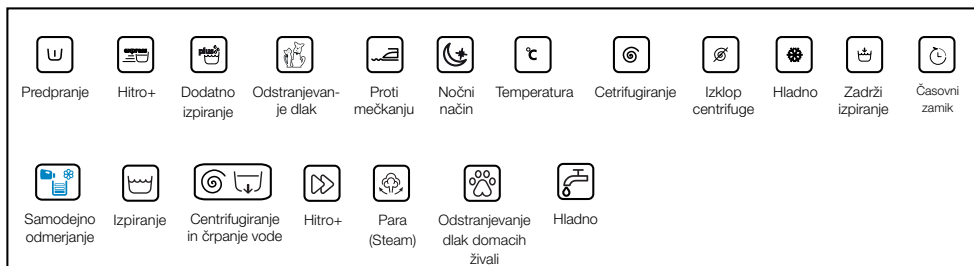 express
plus
°C
Predpranje
Hitro+
Dodatno
izpiranje
Odstranjevan-
je dlak
Proti
mečkanju
Nočni
način
Temperatura
Cetrifugiranje
Izklop
centrifuge
Hladno
Zadrži
izpiranje
Časovni
zamik
Samodejno
odmerjanje
Izpiranje
Centrifugiranje
in črpanje vode
Hitro+
Para
(Steam)
Odstranjevanje
dlak domacih
živali
Hladno